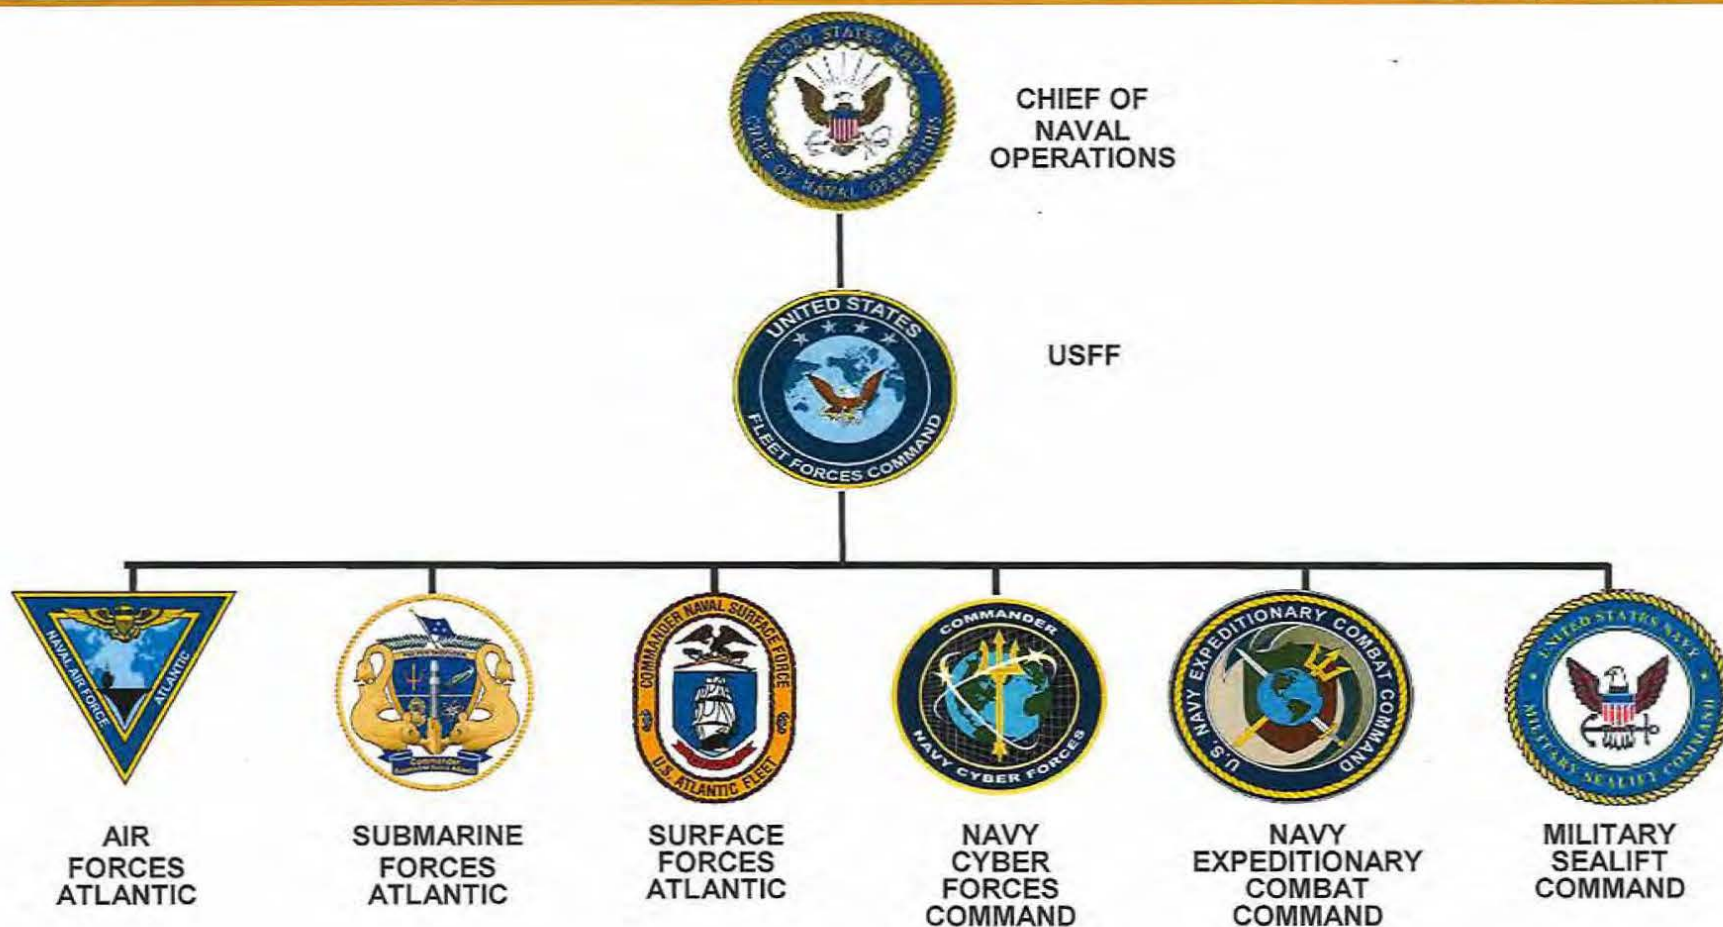 UNITED STATES NAVY
CHIEF OF NAVAL OPERATIONS
CHIEF OF
NAVAL
OPERATIONS
UNITED STATES
FLEET FORCES COMMAND
USFF
NAVAL AIR FORCE
ATLANTIC
Commander
COMMANDER NAVAL SURFACE FORCE
U.S. ATLANTIC FLEET
COMMANDER
NAVY CYBER FORCES
U.S. NAVY EXPEDITIONARY COMBAT COMMAND
UNITED STATES NAVY
MILITARY SEALIFT COMMAND
AIR
FORCES
ATLANTIC
SUBMARINE
FORCES
ATLANTIC
SURFACE
FORCES
ATLANTIC
NAVY
CYBER
FORCES
COMMAND
NAVY
EXPEDITIONARY
COMBAT
COMMAND
MILITARY
SEALIFT
COMMAND